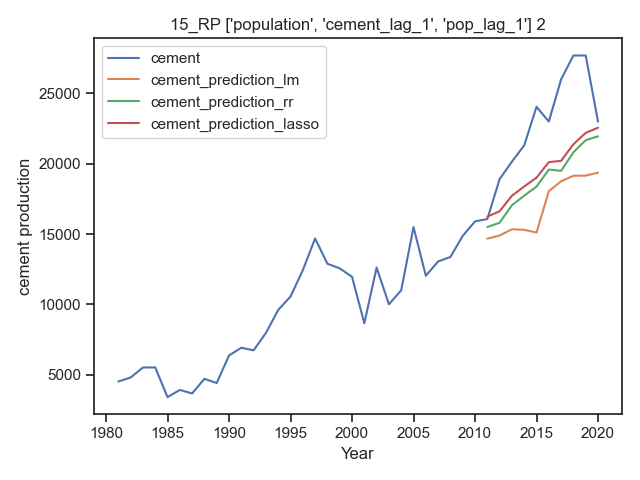 15_RP ['population', 'cement_lag_1', 'pop_lag_1'] 2
cement
cement_prediction_lm
cement_prediction_rr
cement_prediction_lasso
cement production
25000
20000
15000
10000
5000
1980 1985 1990 1995 2000 2005 2010 2015 2020
Year